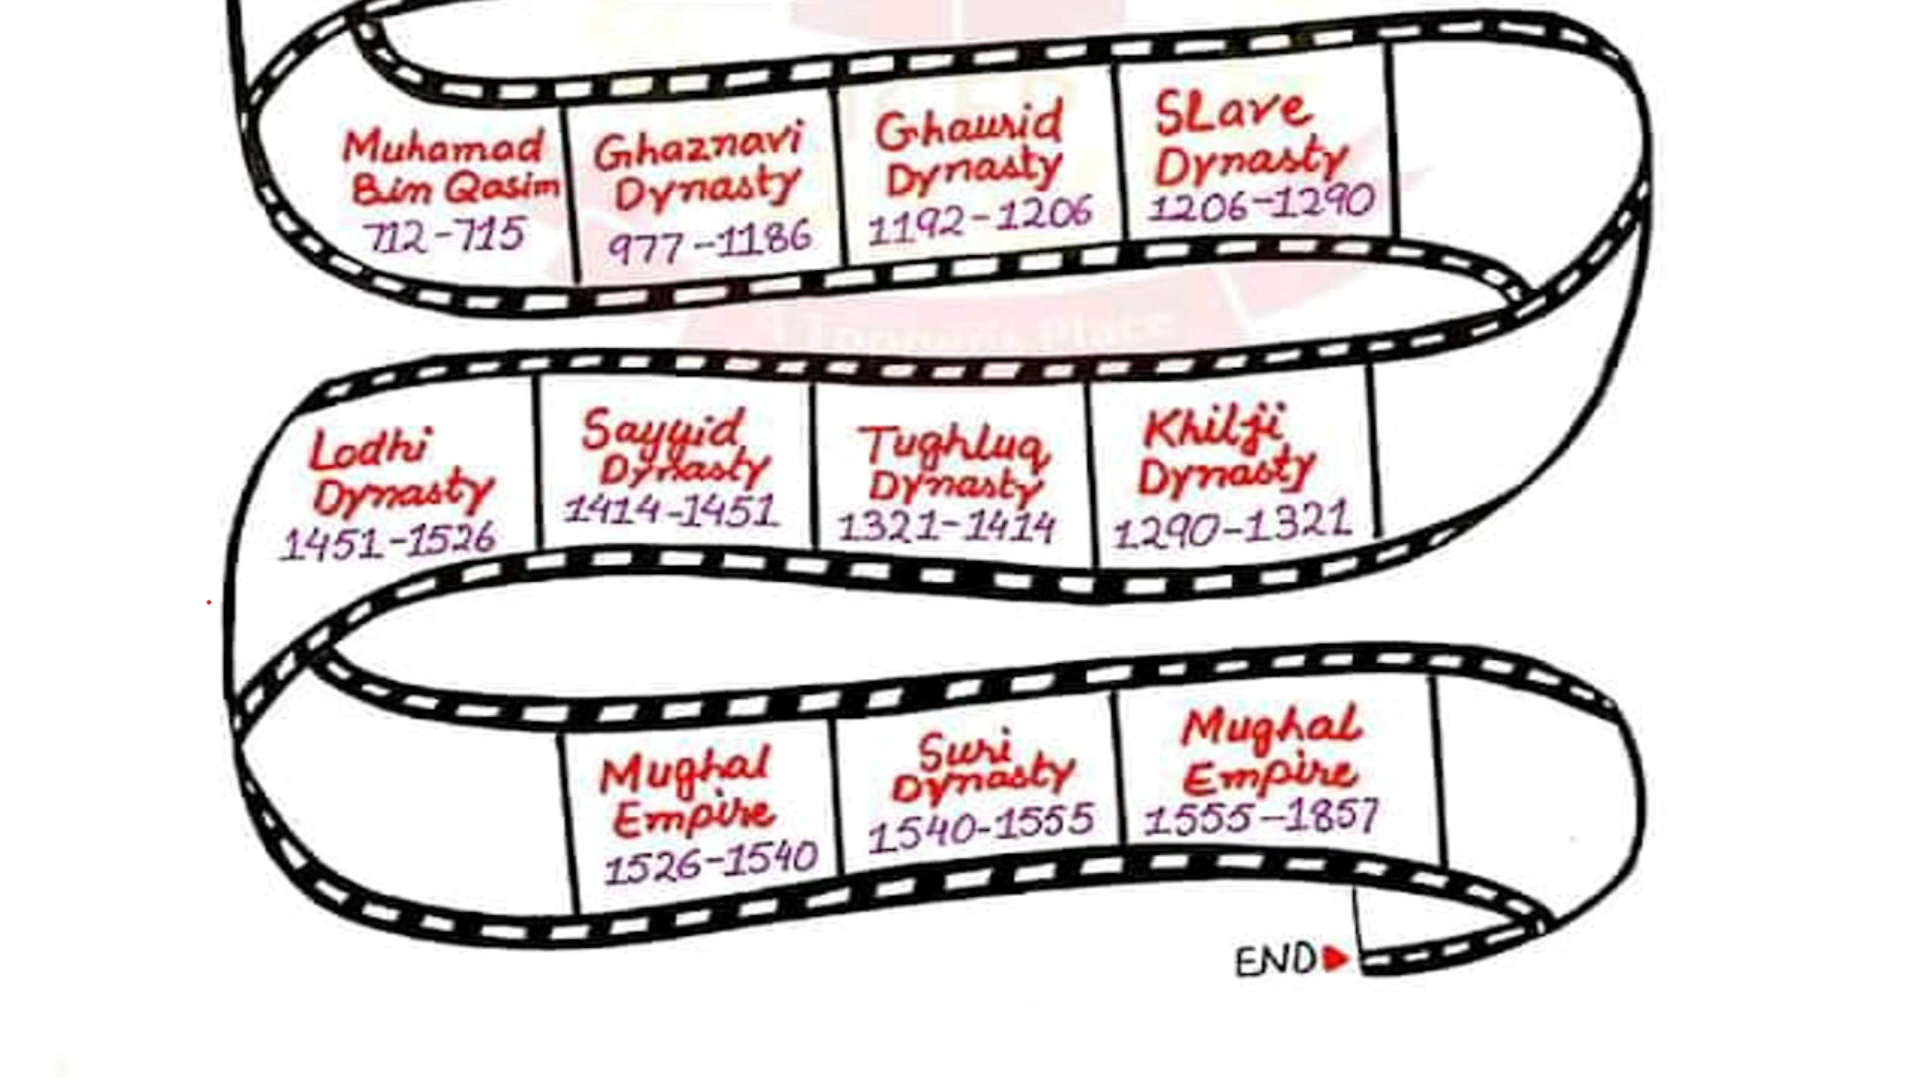 Muhamad
Bin Qasim
712-715
Ghaznavi
Dynasty
977-1186
Ghaurid
Dynasty
1192-1206
SLave
Dynasty
1206-1290
A Topper's Place
Lodhi
Dynasty
1451-1526
Sayyid
Dynasty
1414-1451
Tughluq
Dynasty
1321-1414
Khilji
Dynasty
1290-1321
Mughal
Empire
1526-1540
Suri
Dynasty
1540-1555
Mughal
Empire
1555-1857
END